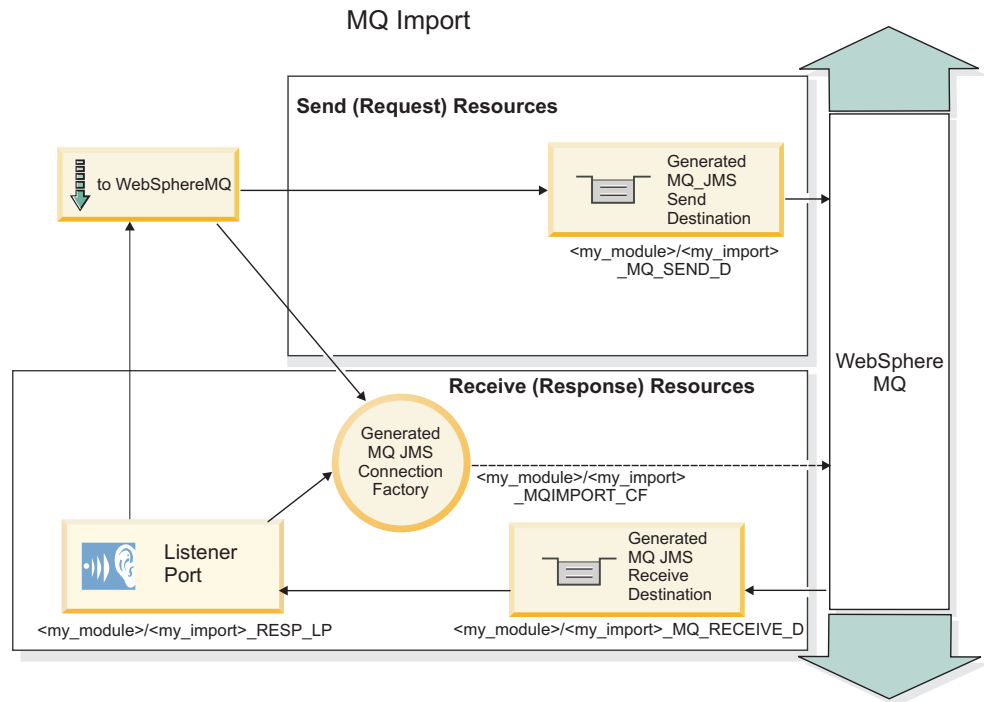 MQ Import
Send (Request) Resources
to WebSphereMQ
Generated
MQ_JMS
Send
Destination
<my_module>/<my_import>
_MQ_SEND_D
WebSphere
MQ
Receive (Response) Resources
Generated
MQ JMS
Connection
Factory
<my_module>/<my_import>
_MQIMPORT_CF
Listener
Port
<my_module>/<my_import>_RESP_LP
Generated
MQ JMS
Receive
Destination
<my_module>/<my_import>_MQ_RECEIVE_D